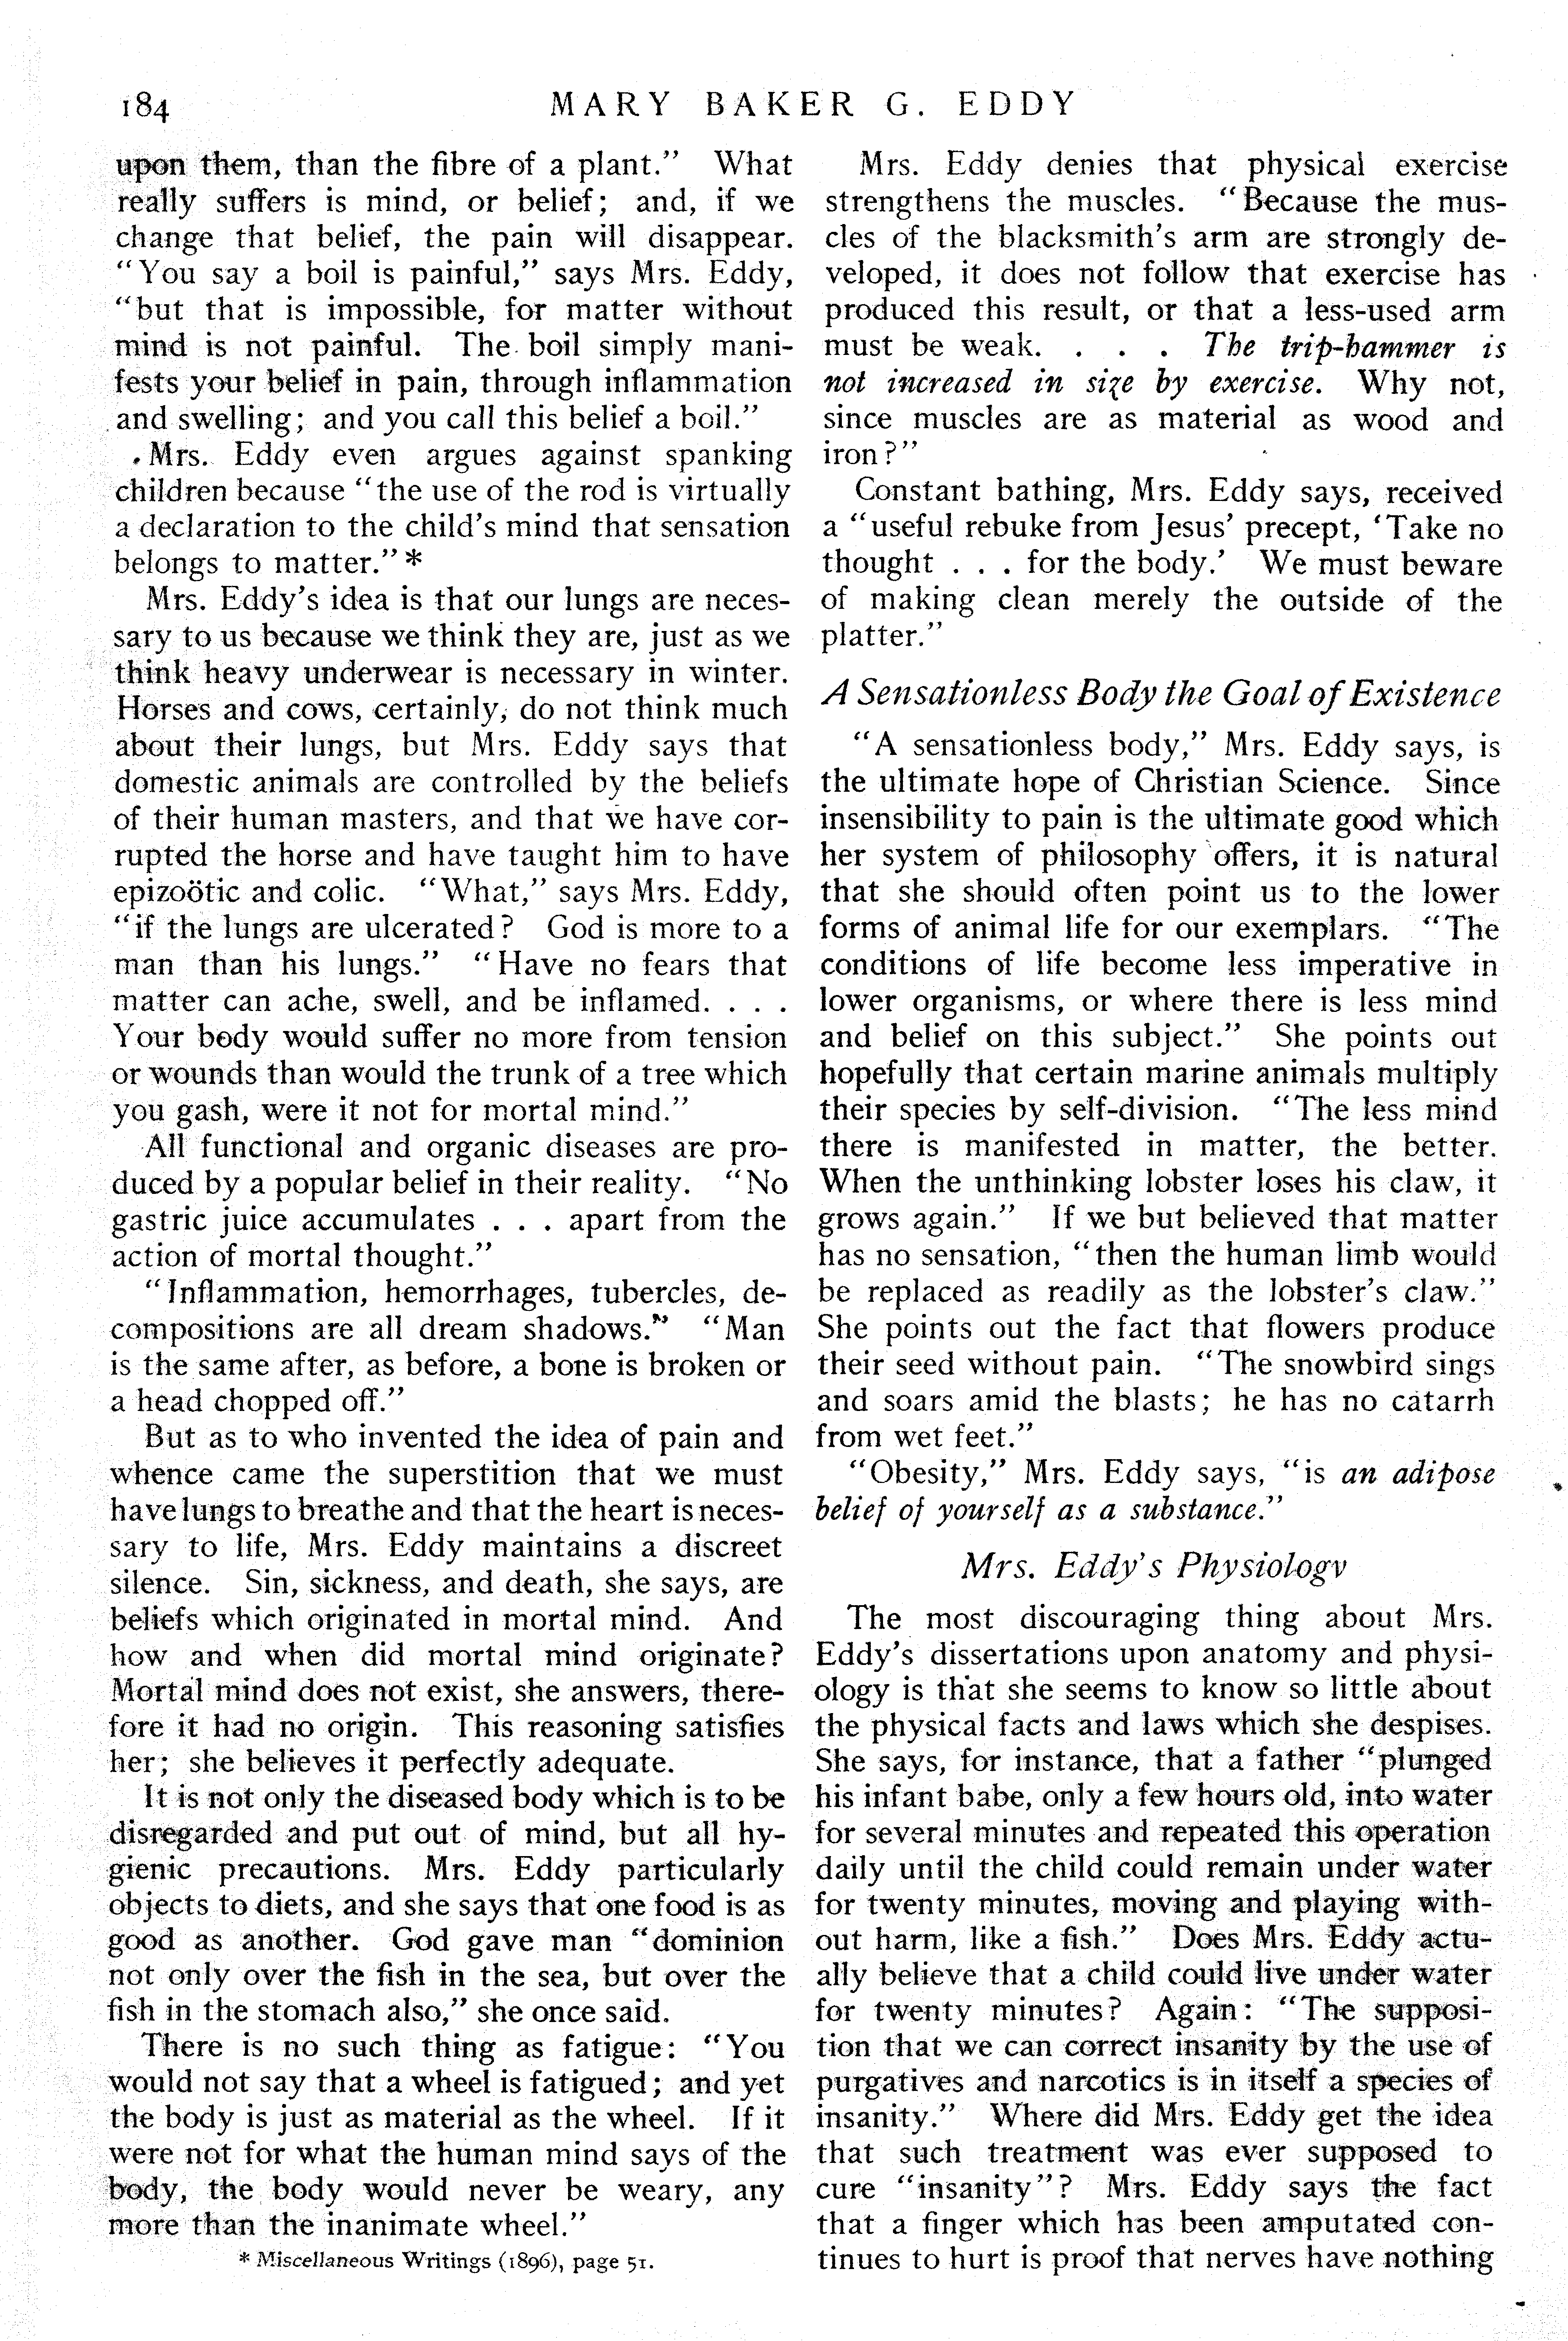 184
MARY BAKER G. EDDY
upon them, than the fibre of a plant.” What
really suffers is mind, or belief; and, if we
change that belief, the pain will disappear.
“You say a boil is painful,” says Mrs. Eddy,
“but that is impossible, for matter without
mind is not painful. The boil simply mani-
fests your belief in pain, through inflammation
and swelling; and you call this belief a boil.”
Mrs. Eddy even argues against spanking
children because “the use of the rod is virtually
a declaration to the child’s mind that sensation
belongs to matter.”*
Mrs. Eddy’s idea is that our lungs are neces-
sary to us because we think they are, just as we
think heavy underwear is necessary in winter.
Horses and cows, certainly, do not think much
about their lungs, but Mrs. Eddy says that
domestic animals are controlled by the beliefs
of their human masters, and that we have cor-
rupted the horse and have taught him to have
epizoötic and colic. “What,” says Mrs. Eddy,
“if the lungs are ulcerated? God is more to a
man than his lungs.” “Have no fears that
matter can ache, swell, and be inflamed. . . .
Your body would suffer no more from tension
or wounds than would the trunk of a tree which
you gash, were it not for mortal mind.”
All functional and organic diseases are pro-
duced by a popular belief in their reality. “No
gastric juice accumulates . . . apart from the
action of mortal thought.”
“Inflammation, hemorrhages, tubercles, de-
compositions are all dream shadows.” “Man
is the same after, as before, a bone is broken or
a head chopped off.”
But as to who invented the idea of pain and
whence came the superstition that we must
have lungs to breathe and that the heart is neces-
sary to life, Mrs. Eddy maintains a discreet
silence. Sin, sickness, and death, she says, are
beliefs which originated in mortal mind. And
how and when did mortal mind originate?
Mortal mind does not exist, she answers, there-
fore it had no origin. This reasoning satisfies
her; she believes it perfectly adequate.
It is not only the diseased body which is to be
disregarded and put out of mind, but all hy-
gienic precautions. Mrs. Eddy particularly
objects to diets, and she says that one food is as
good as another. God gave man “dominion
not only over the fish in the sea, but over the
fish in the stomach also,” she once said.
There is no such thing as fatigue: “You
would not say that a wheel is fatigued; and yet
the body is just as material as the wheel. If it
were not for what the human mind says of the
body, the body would never be weary, any
more than the inanimate wheel.”
* Miscellaneous Writings (1896), page 51.
Mrs. Eddy denies that physical exercise
strengthens the muscles. “Because the mus-
cles of the blacksmith’s arm are strongly de-
veloped, it does not follow that exercise has
produced this result, or that a less-used arm
must be weak. . . . The trip-hammer is
not increased in size by exercise. Why not,
since muscles are as material as wood and
iron?”
Constant bathing, Mrs. Eddy says, received
a “useful rebuke from Jesus’ precept, ‘Take no
thought . . . for the body.’ We must beware
of making clean merely the outside of the
platter.”
A Sensationless Body the Goal of Existence
“A sensationless body,” Mrs. Eddy says, is
the ultimate hope of Christian Science. Since
insensibility to pain is the ultimate good which
her system of philosophy offers, it is natural
that she should often point us to the lower
forms of animal life for our exemplars. “The
conditions of life become less imperative in
lower organisms, or where there is less mind
and belief on this subject.” She points out
hopefully that certain marine animals multiply
their species by self-division. “The less mind
there is manifested in matter, the better.
When the unthinking lobster loses his claw, it
grows again.” If we but believed that matter
has no sensation, “then the human limb would
be replaced as readily as the lobster’s claw.”
She points out the fact that flowers produce
their seed without pain. “The snowbird sings
and soars amid the blasts; he has no catarrh
from wet feet.”
“Obesity,” Mrs. Eddy says, “is an adipose
belief of yourself as a substance.”
Mrs. Eddy’s Physiology
The most discouraging thing about Mrs.
Eddy’s dissertations upon anatomy and physi-
ology is that she seems to know so little about
the physical facts and laws which she despises.
She says, for instance, that a father “plunged
his infant babe, only a few hours old, into water
for several minutes and repeated this operation
daily until the child could remain under water
for twenty minutes, moving and playing with-
out harm, like a fish.” Does Mrs. Eddy actu-
ally believe that a child could live under water
for twenty minutes? Again: “The supposi-
tion that we can correct insanity by the use of
purgatives and narcotics is in itself a species of
insanity.” Where did Mrs. Eddy get the idea
that such treatment was ever supposed to
cure “insanity”? Mrs. Eddy says the fact
that a finger which has been amputated con-
tinues to hurt is proof that nerves have nothing